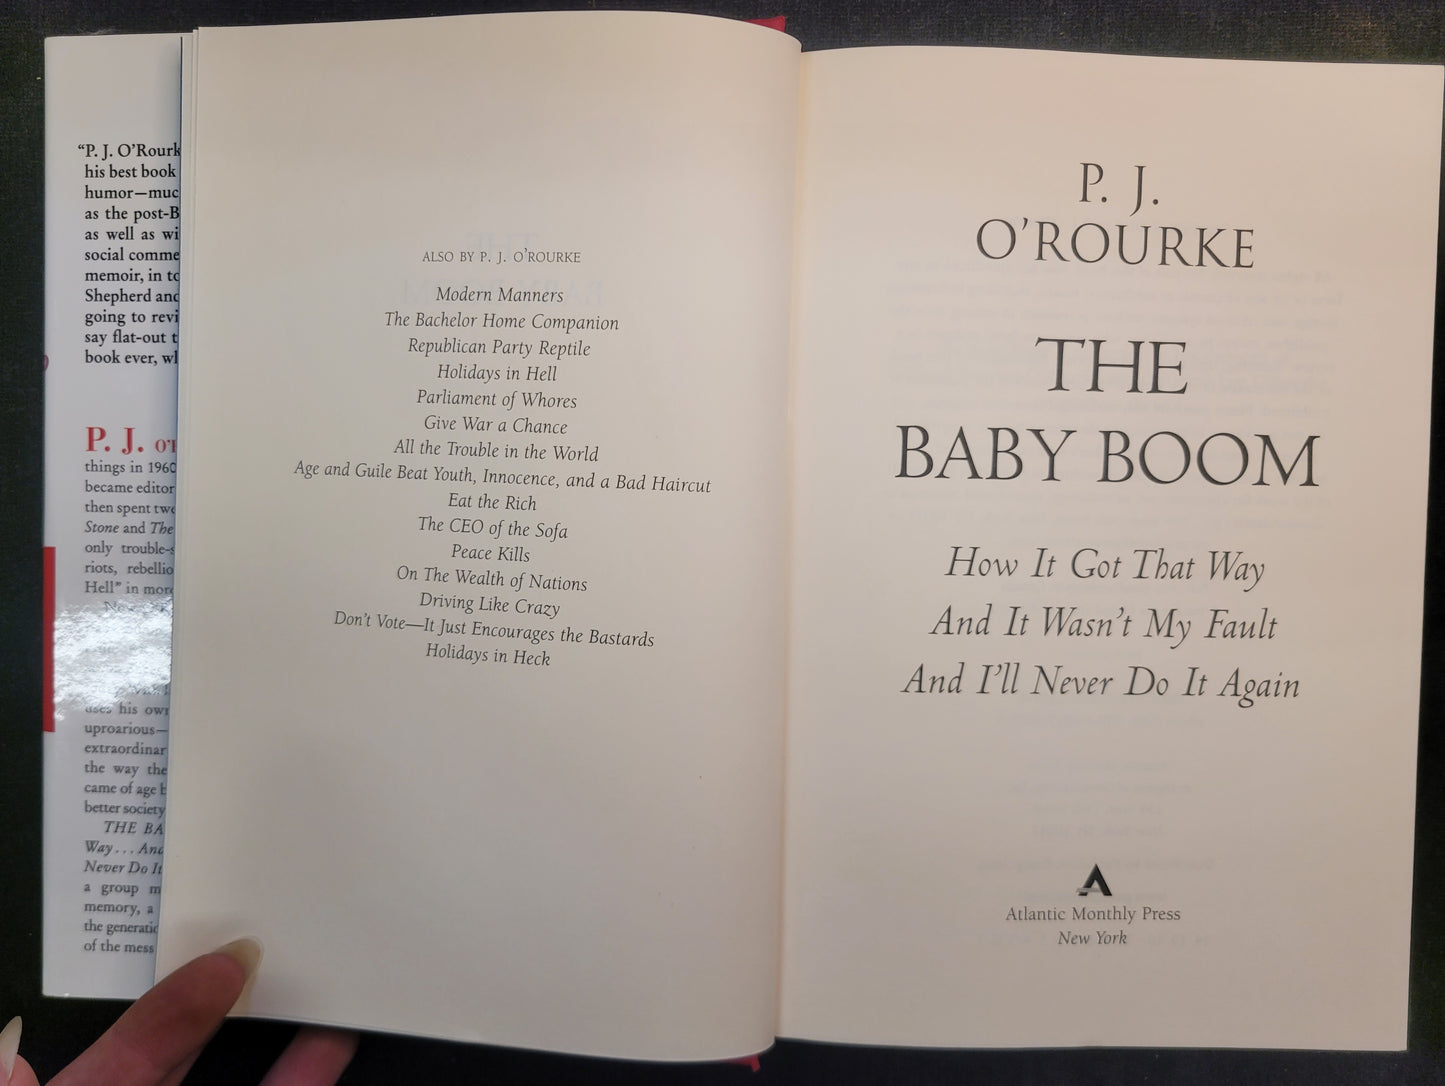 “P. J. O’Rourk
his best book
humor—muc
as the post-B
as well as wi
social comme
memoir, in to
Shepherd and
going to revi
say flat-out t
book ever, wh
P. J. O’
things in 1960
became editor
then spent two
Stone and The
only trouble-s
riots, rebellio
Hell” in more
uses his own
uproarious—
extraordinar
the way the
came of age b
better society
THE BA
Way . . . And
Never Do It
a group m
memory, a
the generatio
of the mess
ALSO BY P. J. O’ROURKE
Modern Manners
The Bachelor Home Companion
Republican Party Reptile
Holidays in Hell
Parliament of Whores
Give War a Chance
All the Trouble in the World
Age and Guile Beat Youth, Innocence, and a Bad Haircut
Eat the Rich
The CEO of the Sofa
Peace Kills
On The Wealth of Nations
Driving Like Crazy
Don’t Vote—It Just Encourages the Bastards
Holidays in Heck
P. J.
O’ROURKE
THE
BABY BOOM
How It Got That Way
And It Wasn’t My Fault
And I’ll Never Do It Again
Atlantic Monthly Press
New York